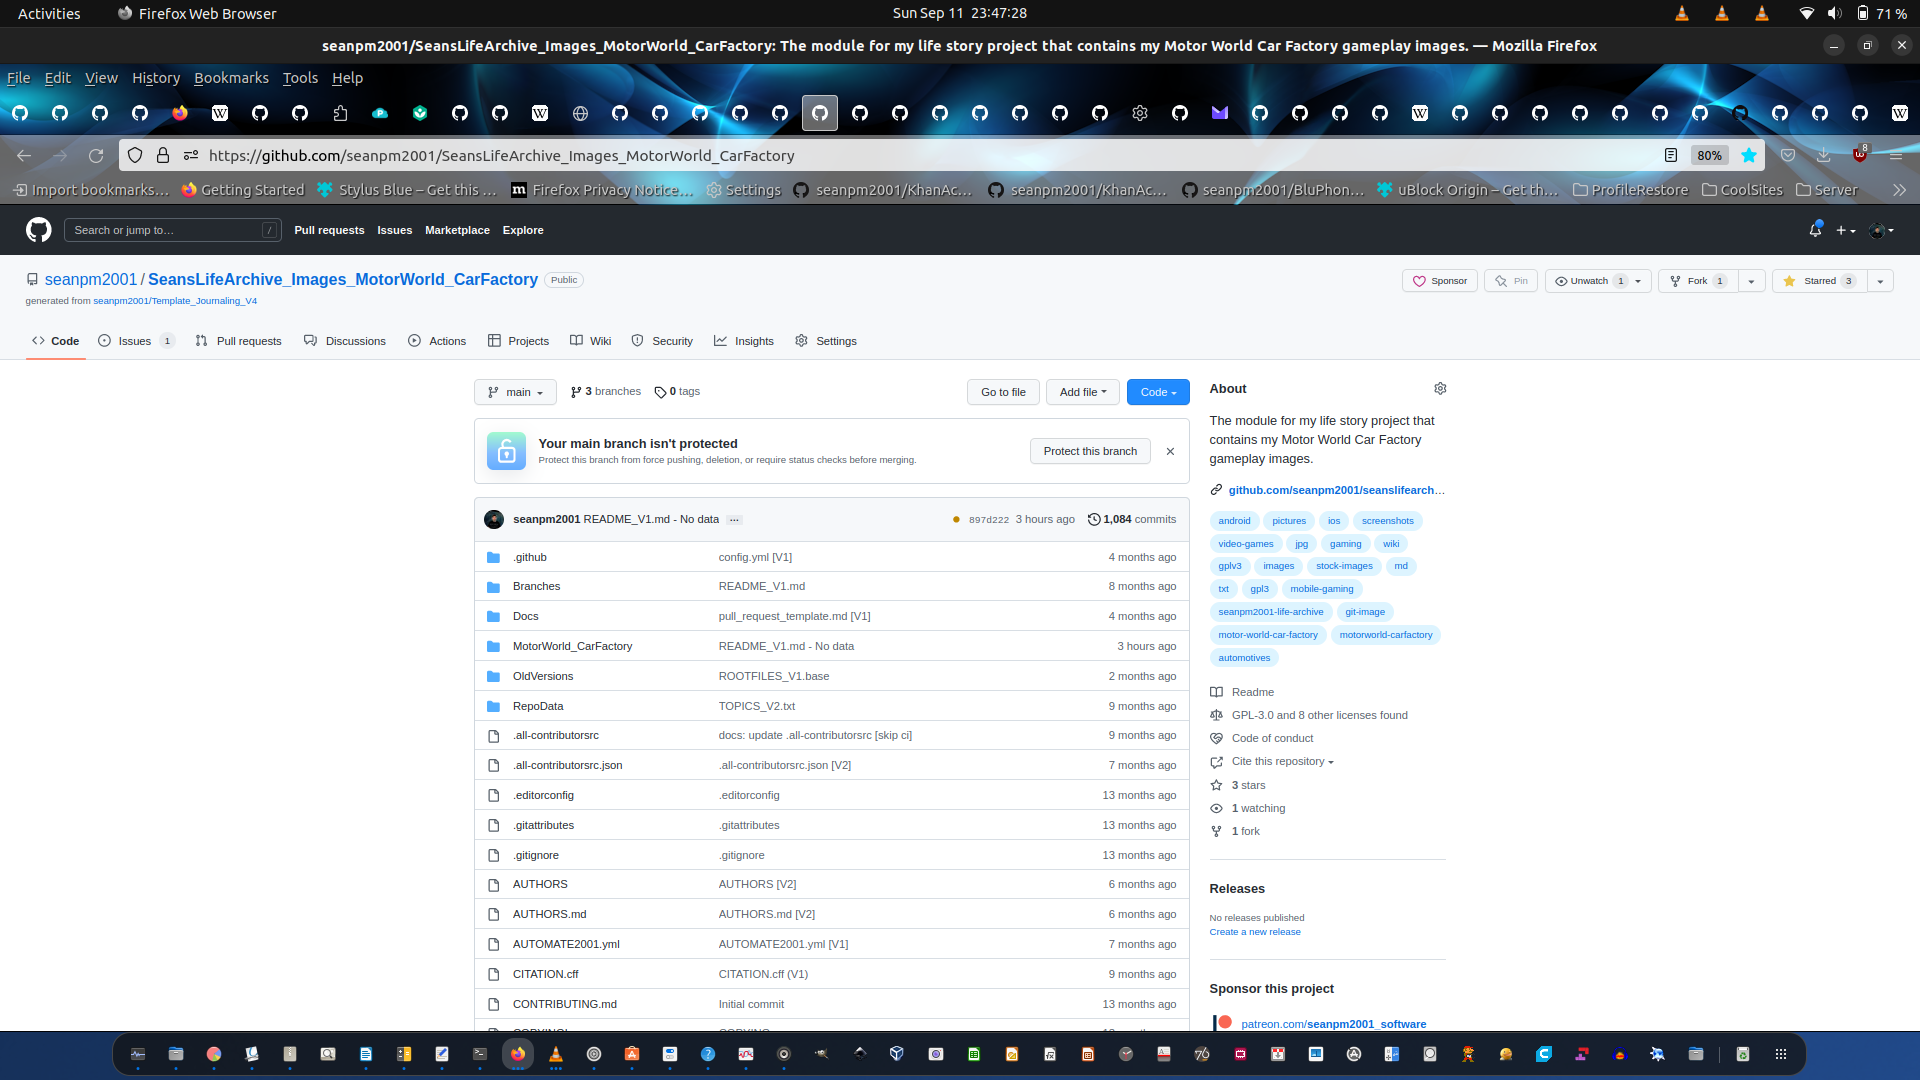 Activities Firefox Web Browser Sun Sep 11 23:47:28 71 %
seanpm2001/SeansLifeArchive_Images_MotorWorld_CarFactory: The module for my life story project that contains my Motor World Car Factory gameplay images. — Mozilla Firefox
File Edit View History Bookmarks Tools Help
https://github.com/seanpm2001/SeansLifeArchive_Images_MotorWorld_CarFactory 80% 8
Import bookmarks… Getting Started Stylus Blue – Get this … Firefox Privacy Notice… Settings seanpm2001/KhanAc… seanpm2001/KhanAc… seanpm2001/BluPhon… uBlock Origin – Get th… ProfileRestore CoolSites Server
Search or jump to… / Pull requests Issues Marketplace Explore
seanpm2001 / SeansLifeArchive_Images_MotorWorld_CarFactory Public Sponsor Pin Unwatch 1 Fork 1 Starred 3
generated from seanpm2001/Template_Journaling_V4
Code Issues 1 Pull requests Discussions Actions Projects Wiki Security Insights Settings
main 3 branches 0 tags Go to file Add file Code
Your main branch isn't protected
Protect this branch from force pushing, deletion, or require status checks before merging.
Protect this branch
seanpm2001 README_V1.md - No data … 897d222 3 hours ago 1,084 commits
.github config.yml [V1] 4 months ago
Branches README_V1.md 8 months ago
Docs pull_request_template.md [V1] 4 months ago
MotorWorld_CarFactory README_V1.md - No data 3 hours ago
OldVersions ROOTFILES_V1.base 2 months ago
RepoData TOPICS_V2.txt 9 months ago
.all-contributorsrc docs: update .all-contributorsrc [skip ci] 9 months ago
.all-contributorsrc.json .all-contributorsrc.json [V2] 7 months ago
.editorconfig .editorconfig 13 months ago
.gitattributes .gitattributes 13 months ago
.gitignore .gitignore 13 months ago
AUTHORS AUTHORS [V2] 6 months ago
AUTHORS.md AUTHORS.md [V2] 6 months ago
AUTOMATE2001.yml AUTOMATE2001.yml [V1] 7 months ago
CITATION.cff CITATION.cff (V1) 9 months ago
CONTRIBUTING.md Initial commit 13 months ago
About
The module for my life story project that
contains my Motor World Car Factory
gameplay images.
github.com/seanpm2001/seanslifearch…
android pictures ios screenshots
video-games jpg gaming wiki
gplv3 images stock-images md
txt gpl3 mobile-gaming
seanpm2001-life-archive git-image
motor-world-car-factory motorworld-carfactory
automotives
Readme
GPL-3.0 and 8 other licenses found
Code of conduct
Cite this repository
3 stars
1 watching
1 fork
Releases
No releases published
Create a new release
Sponsor this project
patreon.com/seanpm2001_software